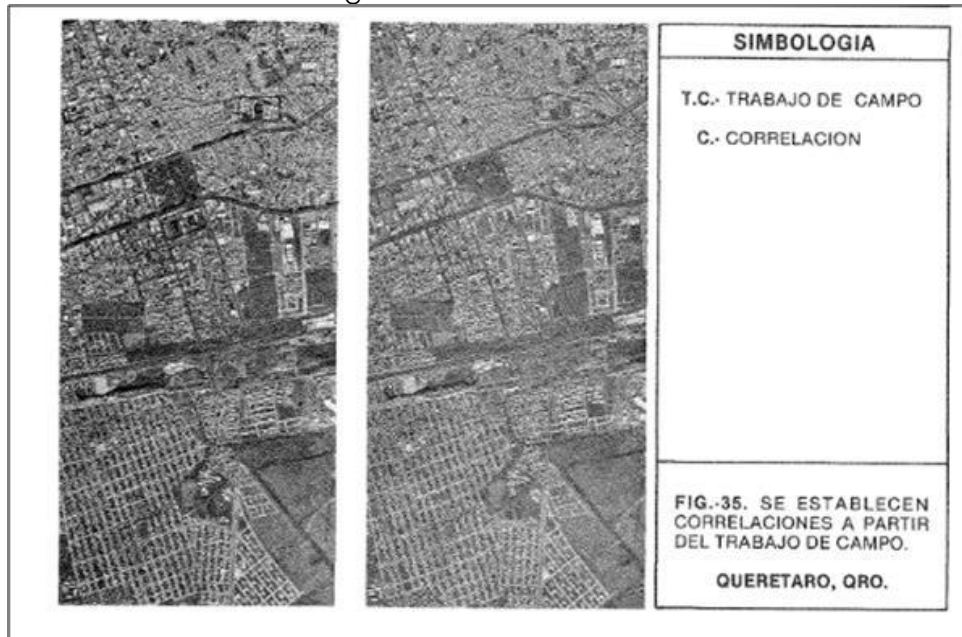 SIMBOLOGIA
T.C.- TRABAJO DE CAMPO
C.- CORRELACION
FIG.-35. SE ESTABLECEN
CORRELACIONES A PARTIR
DEL TRABAJO DE CAMPO.
QUERETARO, QRO.